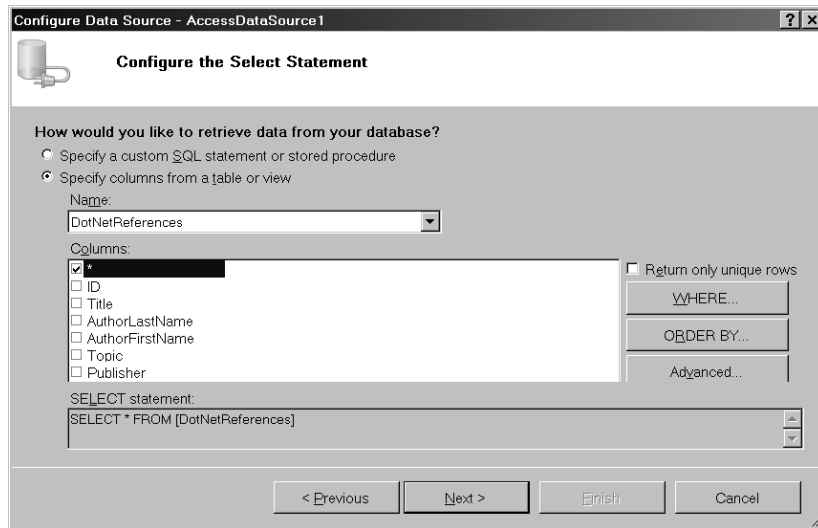 Configure Data Source - AccessDataSource1
Configure the Select Statement
How would you like to retrieve data from your database?
Specify a custom SQL statement or stored procedure
Specify columns from a table or view
Name:
DotNetReferences
Columns:
*
Return only unique rows
ID
Title
WHERE...
AuthorLastName
AuthorFirstName
ORDER BY...
Topic
Publisher
Advanced...
SELECT statement:
SELECT * FROM [DotNetReferences]
< Previous
Next >
Finish
Cancel